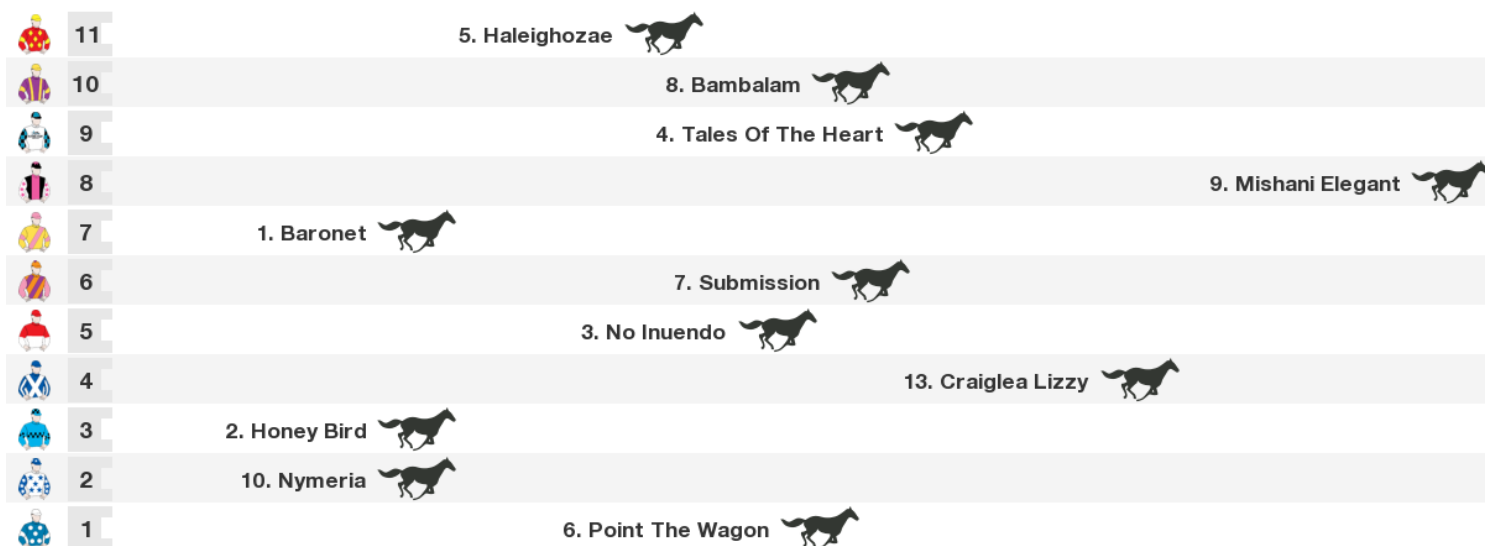 11 5. Haleighozae
10 8. Bambalam
9 4. Tales Of The Heart
8 9. Mishani Elegant
7 1. Baronet
6 7. Submission
5 3. No Inuendo
4 13. Craiglea Lizzy
3 2. Honey Bird
2 10. Nymeria
1 6. Point The Wagon